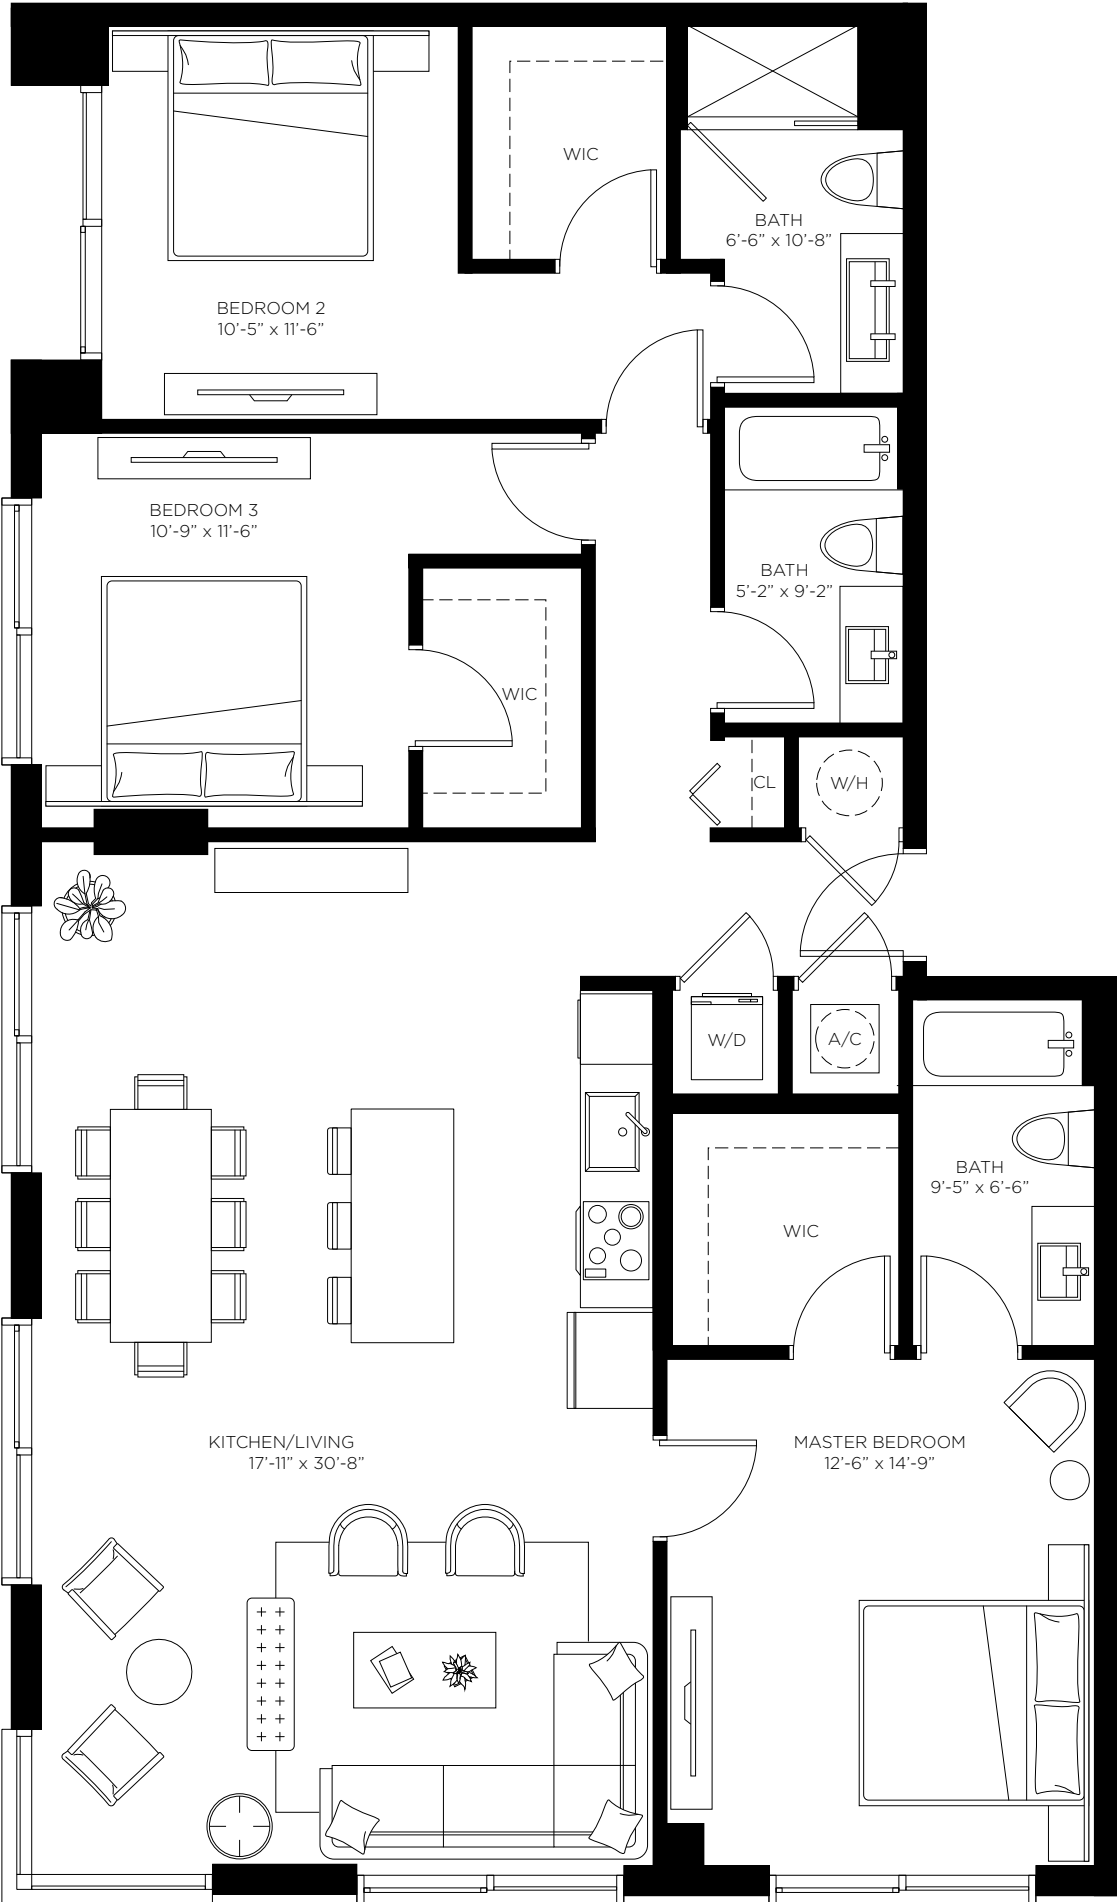 WIC
BATH
6'-6" x 10'-8"
BEDROOM 2
10'-5" x 11'-6"
BEDROOM 3
10'-9" x 11'-6"
BATH
5'-2" x 9'-2"
WIC
CL
W/H
W/D
A/C
BATH
9'-5" x 6'-6"
WIC
KITCHEN/LIVING
17'-11" x 30'-8"
MASTER BEDROOM
12'-6" x 14'-9"